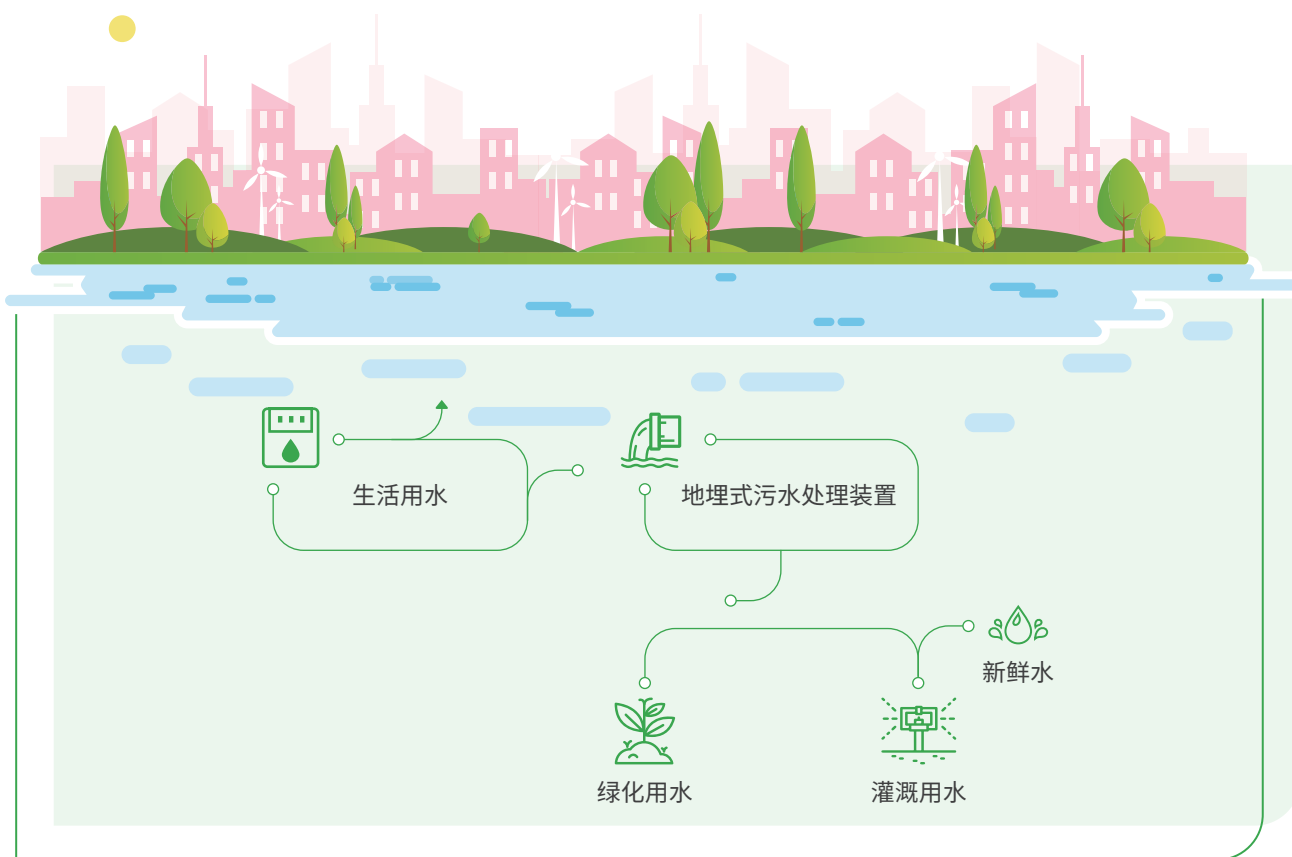 生活用水
地埋式污水处理装置
新鲜水
绿化用水
灌溉用水